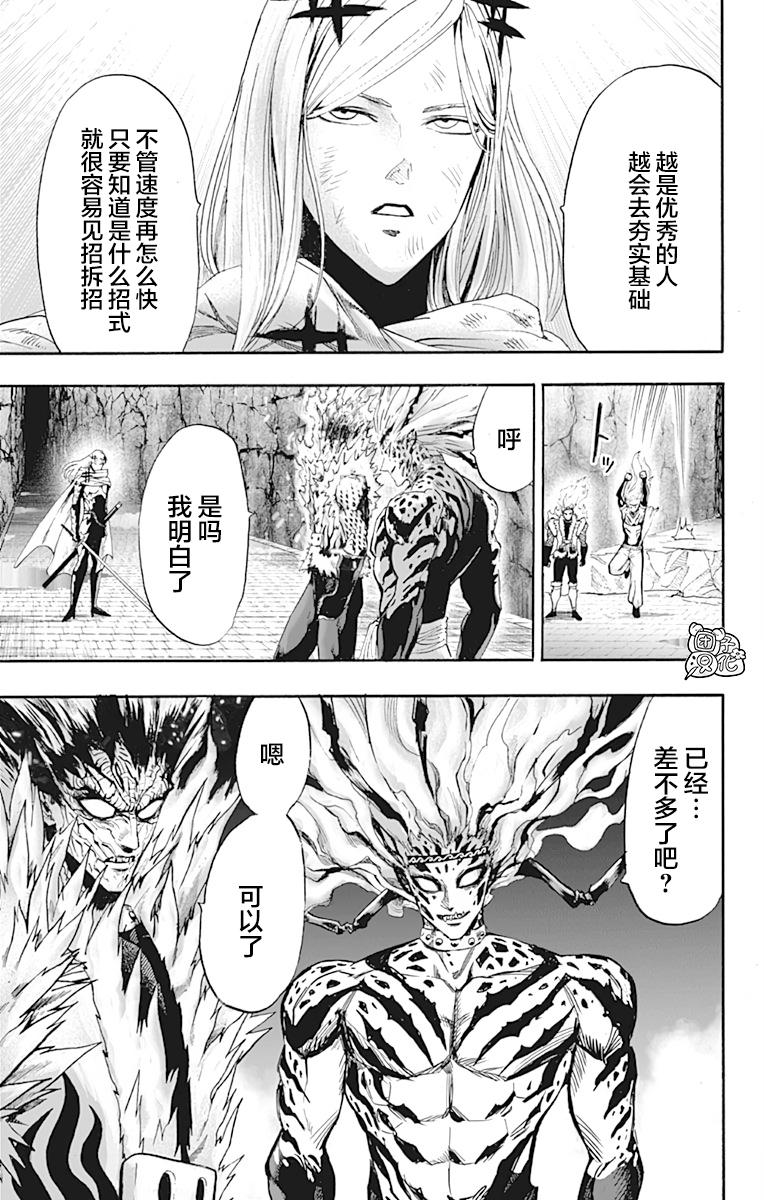 越是优秀的人
越会去夯实基础
不管速度再怎么快
只要知道是什么招式
就很容易见招拆招
トッ
呼
是吗
我明白了
已经…
差不多了吧?
嗯
可以了